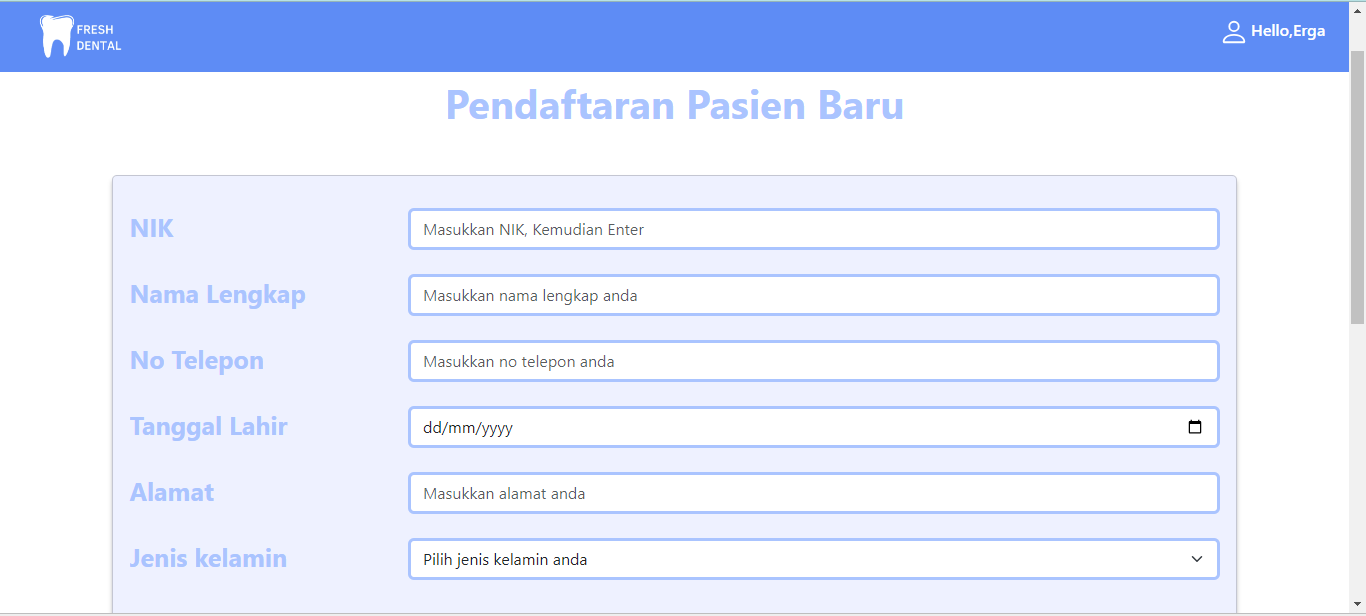 FRESH
DENTAL
Hello,Erga
Pendaftaran Pasien Baru
NIK
Masukkan NIK, Kemudian Enter
Nama Lengkap
Masukkan nama lengkap anda
No Telepon
Masukkan no telepon anda
Tanggal Lahir
dd/mm/yyyy
Alamat
Masukkan alamat anda
Jenis kelamin
Pilih jenis kelamin anda